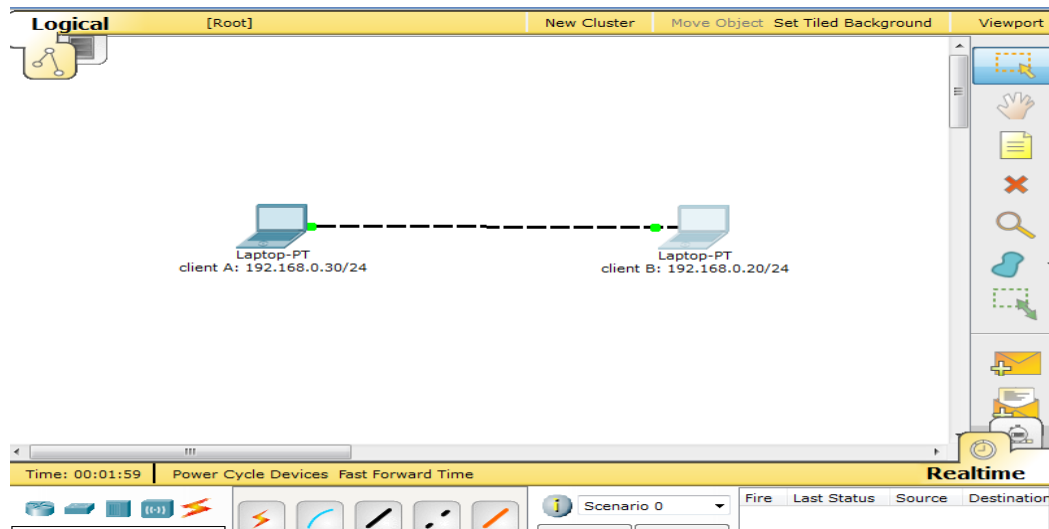 Logical [Root] New Cluster Move Object Set Tiled Background Viewport
Laptop-PT
client A: 192.168.0.30/24
Laptop-PT
client B: 192.168.0.20/24
Time: 00:01:59 Power Cycle Devices Fast Forward Time Realtime
Scenario 0
Fire Last Status Source Destination